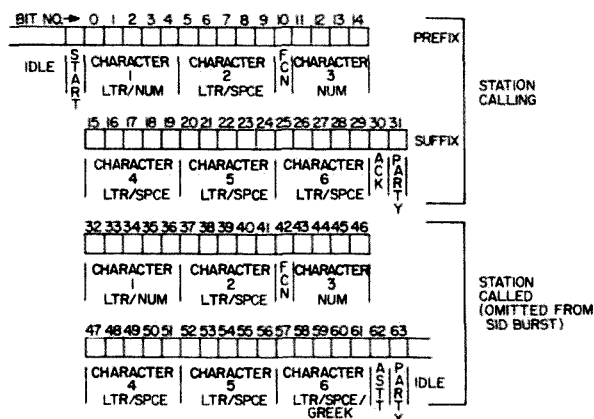 BIT NO.→ 0 1 2 3 4 5 6 7 8 9 10 11 12 13 14
PREFIX
IDLE
START
CHARACTER 1 LTR/NUM
CHARACTER 2 LTR/SPCE
FCN
CHARACTER 3 NUM
STATION CALLING
15 16 17 18 19 20 21 22 23 24 25 26 27 28 29 30 31
SUFFIX
CHARACTER 4 LTR/SPCE
CHARACTER 5 LTR/SPCE
CHARACTER 6 LTR/SPCE
ACK
PARTY
32 33 34 35 36 37 38 39 40 41 42 43 44 45 46
CHARACTER 1 LTR/NUM
CHARACTER 2 LTR/SPCE
FCN
CHARACTER 3 NUM
STATION CALLED (OMITTED FROM SID BURST)
47 48 49 50 51 52 53 54 55 56 57 58 59 60 61 62 63
CHARACTER 4 LTR/SPCE
CHARACTER 5 LTR/SPCE
CHARACTER 6 LTR/SPCE/GREEK
ASTT
PARTY
IDLE